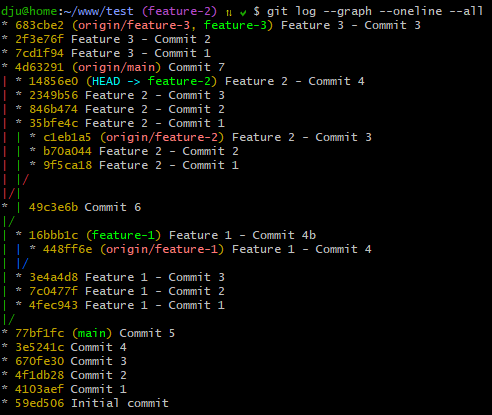 dju@home:~/www/test (feature-2) ⇅ ✔ $ git log --graph --oneline --all
* 683cbe2 (origin/feature-3, feature-3) Feature 3 - Commit 3
* 2f3e76f Feature 3 - Commit 2
* 7cd1f94 Feature 3 - Commit 1
* 4d63291 (origin/main) Commit 7
| * 14856e0 (HEAD -> feature-2) Feature 2 - Commit 4
| * 2349b56 Feature 2 - Commit 3
| * 846b474 Feature 2 - Commit 2
| * 35bfe4c Feature 2 - Commit 1
| | * c1eb1a5 (origin/feature-2) Feature 2 - Commit 3
| | * b70a044 Feature 2 - Commit 2
| | * 9f5ca18 Feature 2 - Commit 1
| |/
|/|
* | 49c3e6b Commit 6
|/
| * 16bbb1c (feature-1) Feature 1 - Commit 4b
| | * 448ff6e (origin/feature-1) Feature 1 - Commit 4
| |/
| * 3e4a4d8 Feature 1 - Commit 3
| * 7c0477f Feature 1 - Commit 2
| * 4fec943 Feature 1 - Commit 1
|/
* 77bf1fc (main) Commit 5
* 3e5241c Commit 4
* 670fe30 Commit 3
* 4f1db28 Commit 2
* 4103aef Commit 1
* 59ed506 Initial commit